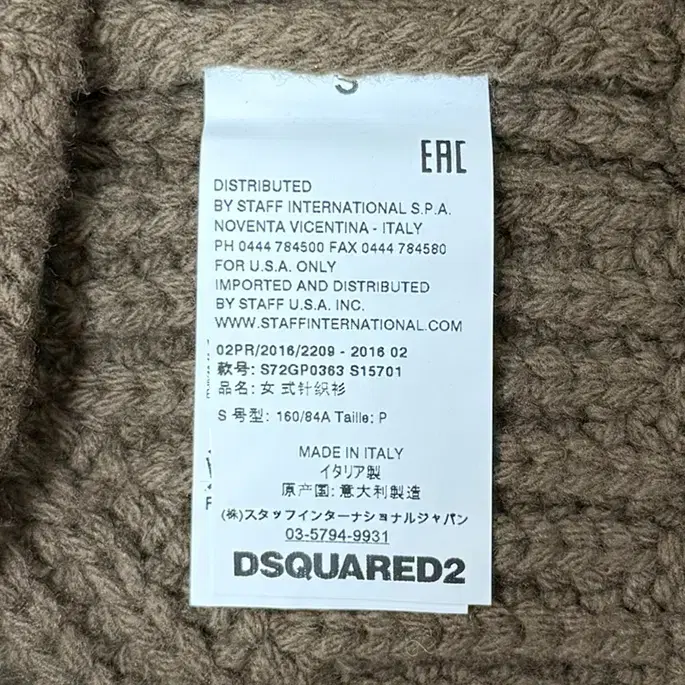 S
EAC
DISTRIBUTED
BY STAFF INTERNATIONAL S.P.A.
NOVENTA VICENTINA - ITALY
PH 0444 784500 FAX 0444 784580
FOR U.S.A. ONLY
IMPORTED AND DISTRIBUTED
BY STAFF U.S.A. INC.
WWW.STAFFINTERNATIONAL.COM
02PR/2016/2209 - 2016 02
款号: S72GP0363 S15701
品名: 女 式针织衫
S 号型: 160/84A Taille: P
MADE IN ITALY
イタリア製
原产国: 意大利製造
(株)スタッフインターナショナルジャパン
03-5794-9931
DSQUARED2